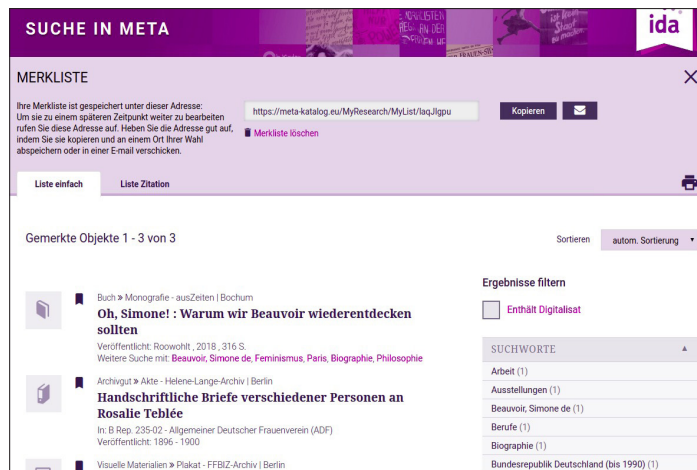 SUCHE IN META
ida
MERKLISTE
Ihre Merkliste ist gespeichert unter dieser Adresse:
Um sie zu einem späteren Zeitpunkt weiter zu bearbeiten
rufen Sie diese Adresse auf. Heben Sie die Adresse gut auf,
indem Sie sie kopieren und an einem Ort Ihrer Wahl
abspeichern oder in einer E-mail verschicken.
https://meta-katalog.eu/MyResearch/MyList/laqJlgpu
Kopieren
Merkliste löschen
Liste einfach
Liste Zitation
Gemerkte Objekte 1 - 3 von 3
Sortieren
autom. Sortierung
Buch » Monografie - ausZeiten | Bochum
Oh, Simone! : Warum wir Beauvoir wiederentdecken
sollten
Veröffentlicht: Roowohlt , 2018 , 316 S.
Weitere Suche mit: Beauvoir, Simone de, Feminismus, Paris, Biographie, Philosophie
Archivgut » Akte - Helene-Lange-Archiv | Berlin
Handschriftliche Briefe verschiedener Personen an
Rosalie Teblée
In: B Rep. 235-02 - Allgemeiner Deutscher Frauenverein (ADF)
Veröffentlicht: 1896 - 1900
Visuelle Materialien » Plakat - FFBIZ-Archiv | Berlin
Ergebnisse filtern
Enthält Digitalisat
SUCHWORTE
Arbeit (1)
Ausstellungen (1)
Beauvoir, Simone de (1)
Berufe (1)
Biographie (1)
Bundesrepublik Deutschland (bis 1990) (1)